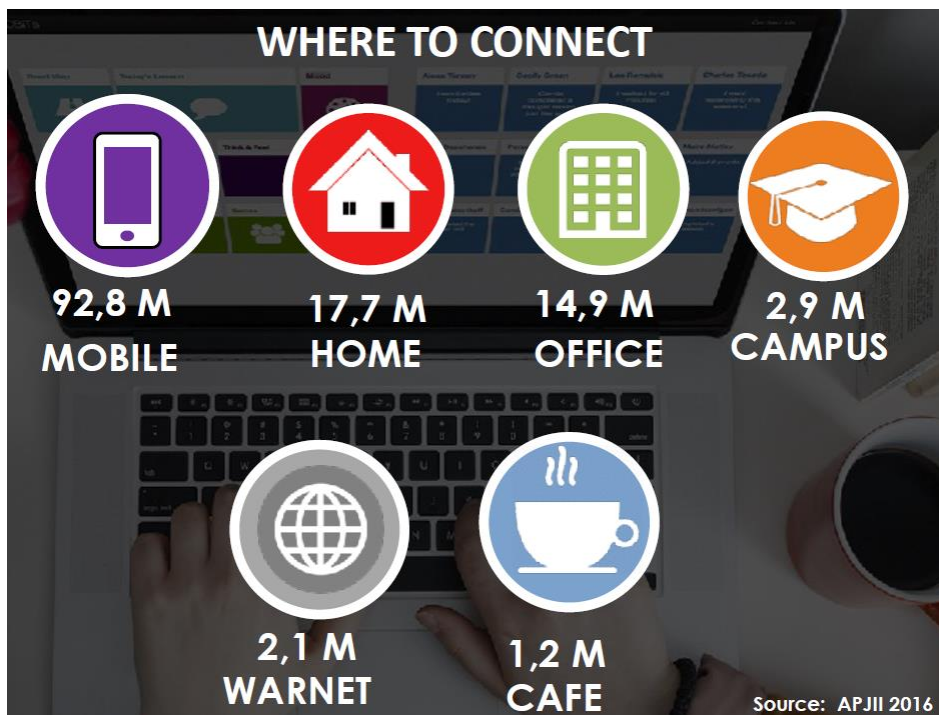 WHERE TO CONNECT
92,8 M
MOBILE
17,7 M
HOME
14,9 M
OFFICE
2,9 M
CAMPUS
2,1 M
WARNET
1,2 M
CAFE
Source: APJII 2016